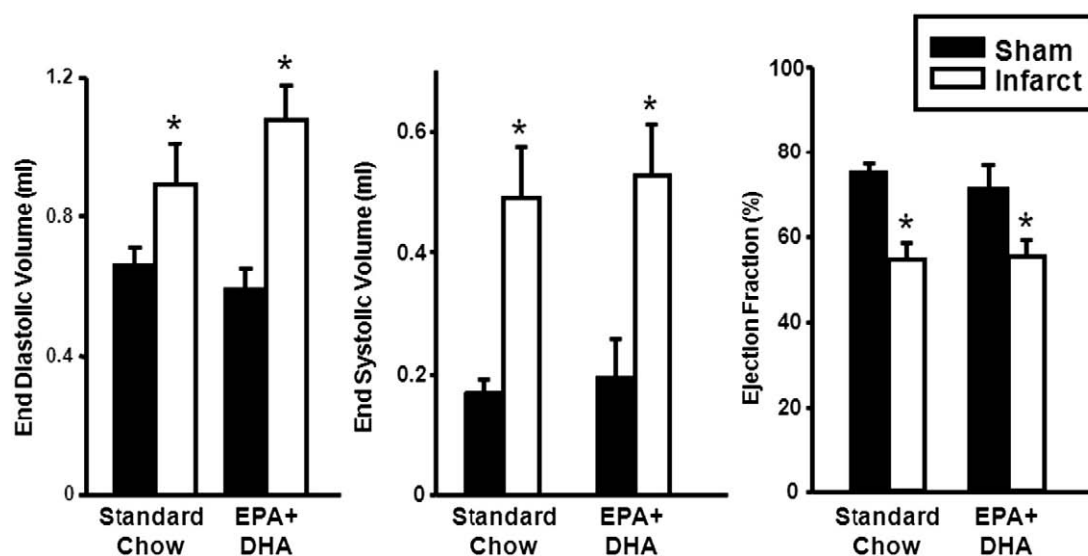 Sham
Infarct
End Diastolic Volume (ml)
1.2
0.8
0.4
0
*
*
Standard
Chow
EPA+
DHA
End Systolic Volume (ml)
0.6
0.4
0.2
0
*
*
Standard
Chow
EPA+
DHA
Ejection Fraction (%)
100
80
60
40
20
0
*
*
Standard
Chow
EPA+
DHA